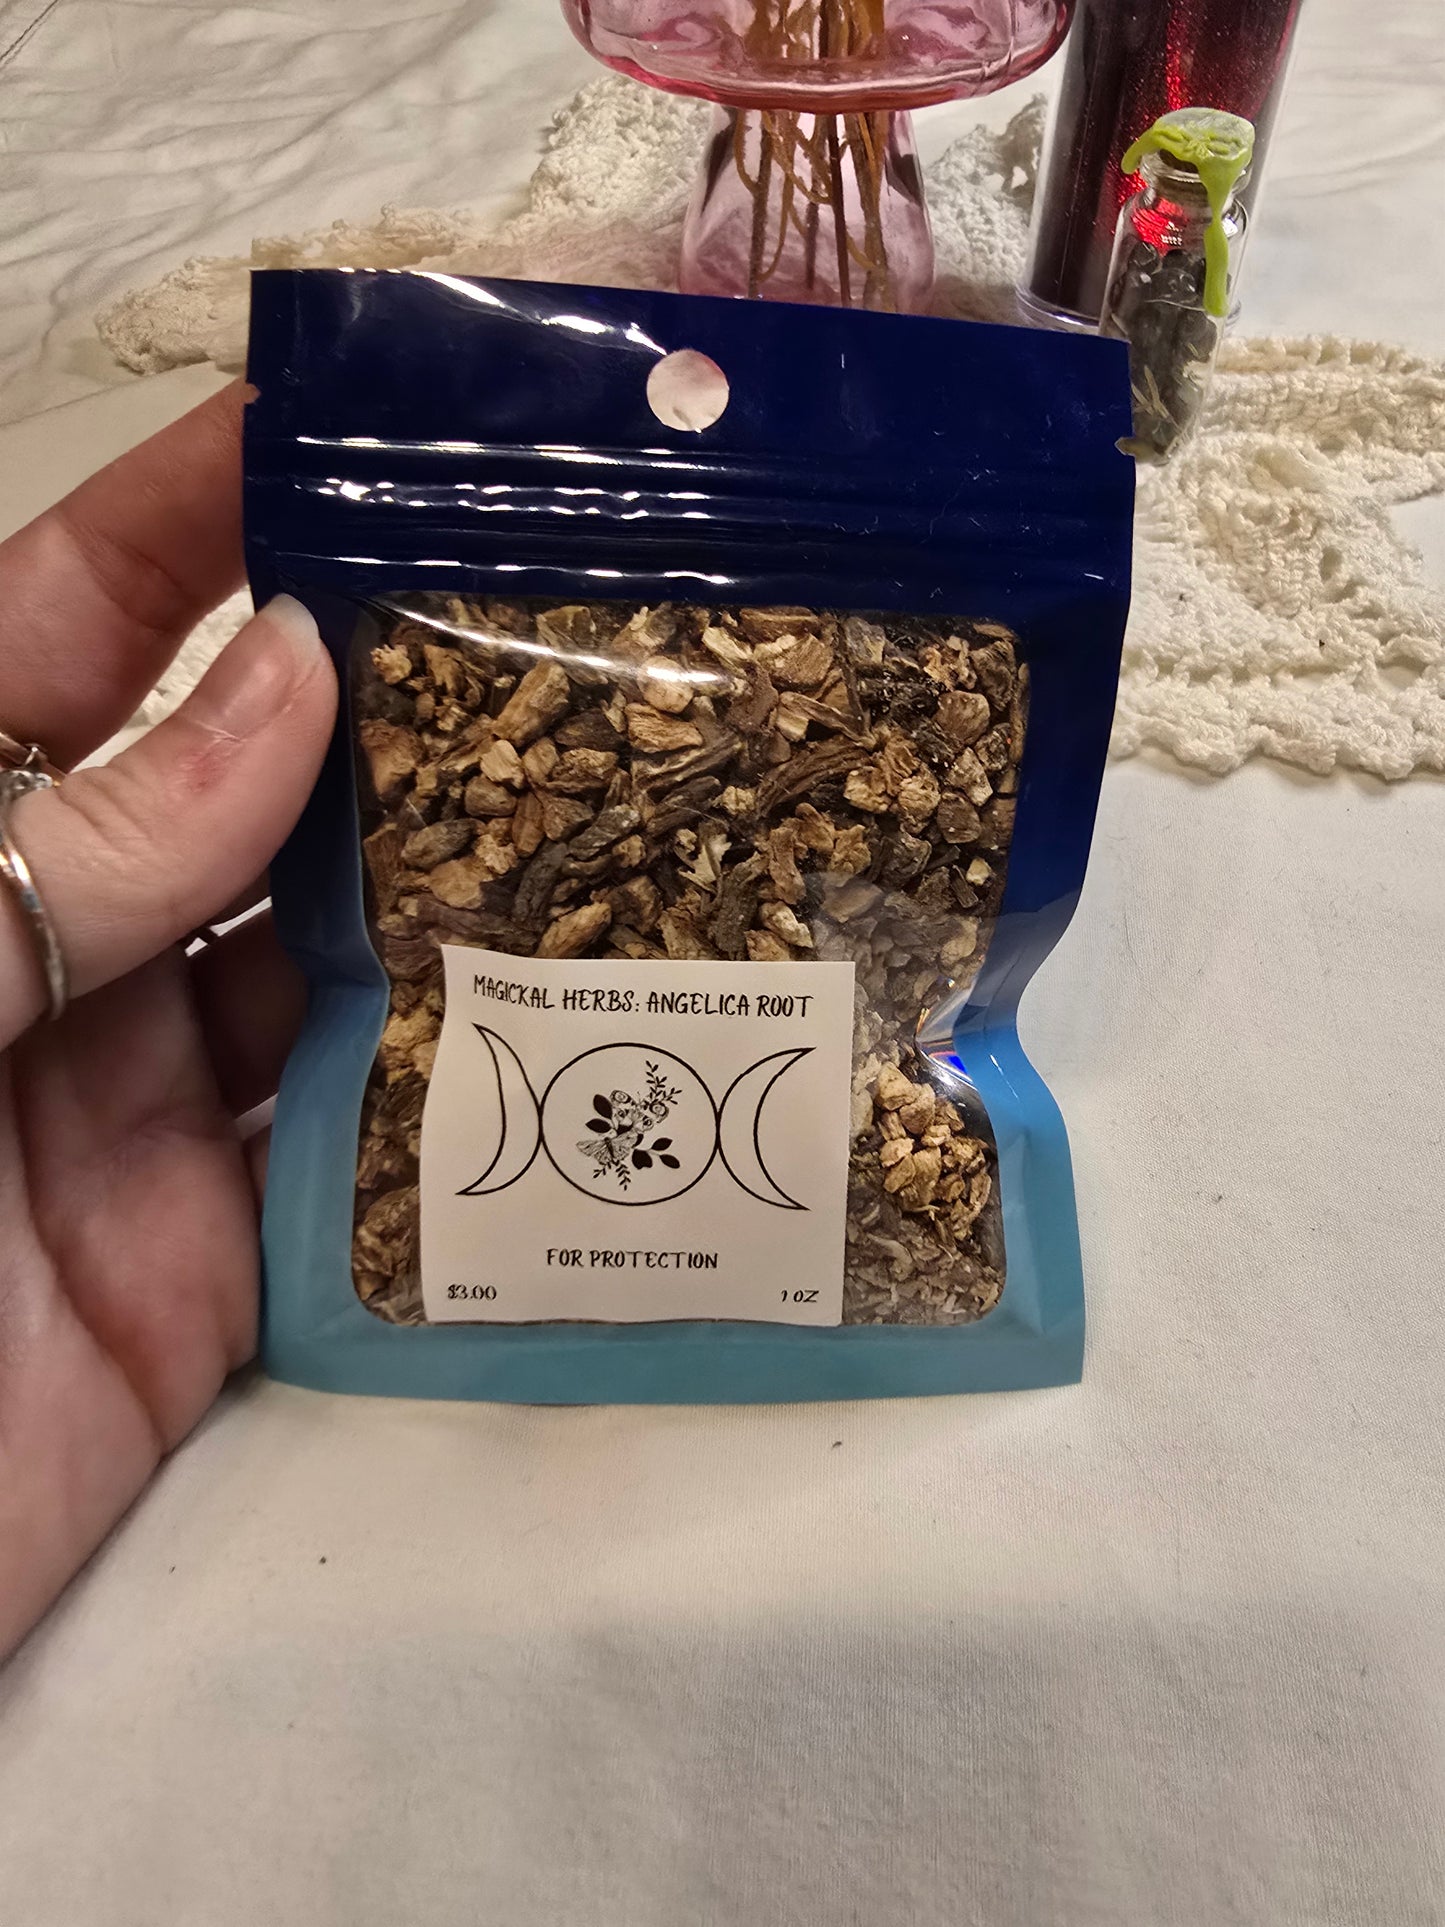 MAGICKAL HERBS: ANGELICA ROOT
FOR PROTECTION
$3.00 1 OZ